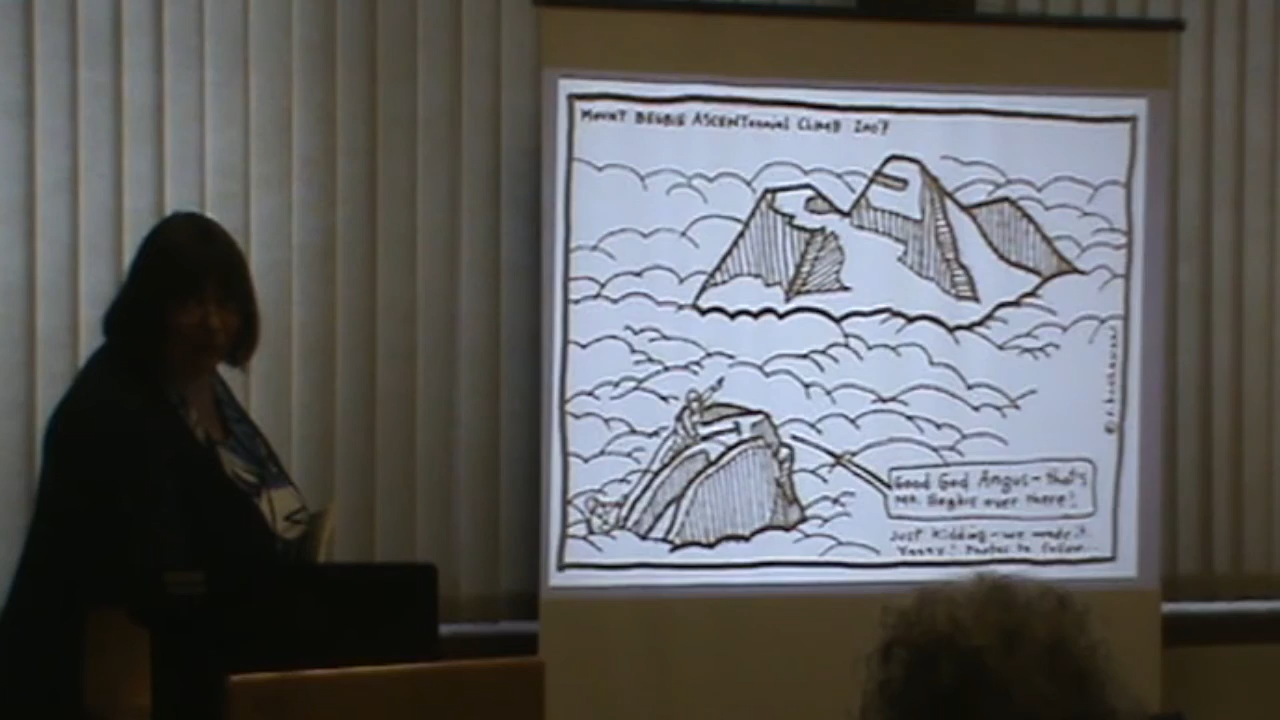 MOUNT BEGBIE ASCENTennial CLIMB 2007
Good God Angus - that's
Mt. Begbie over there!
Just kidding - we made it.
Yaayy! Photos to follow...